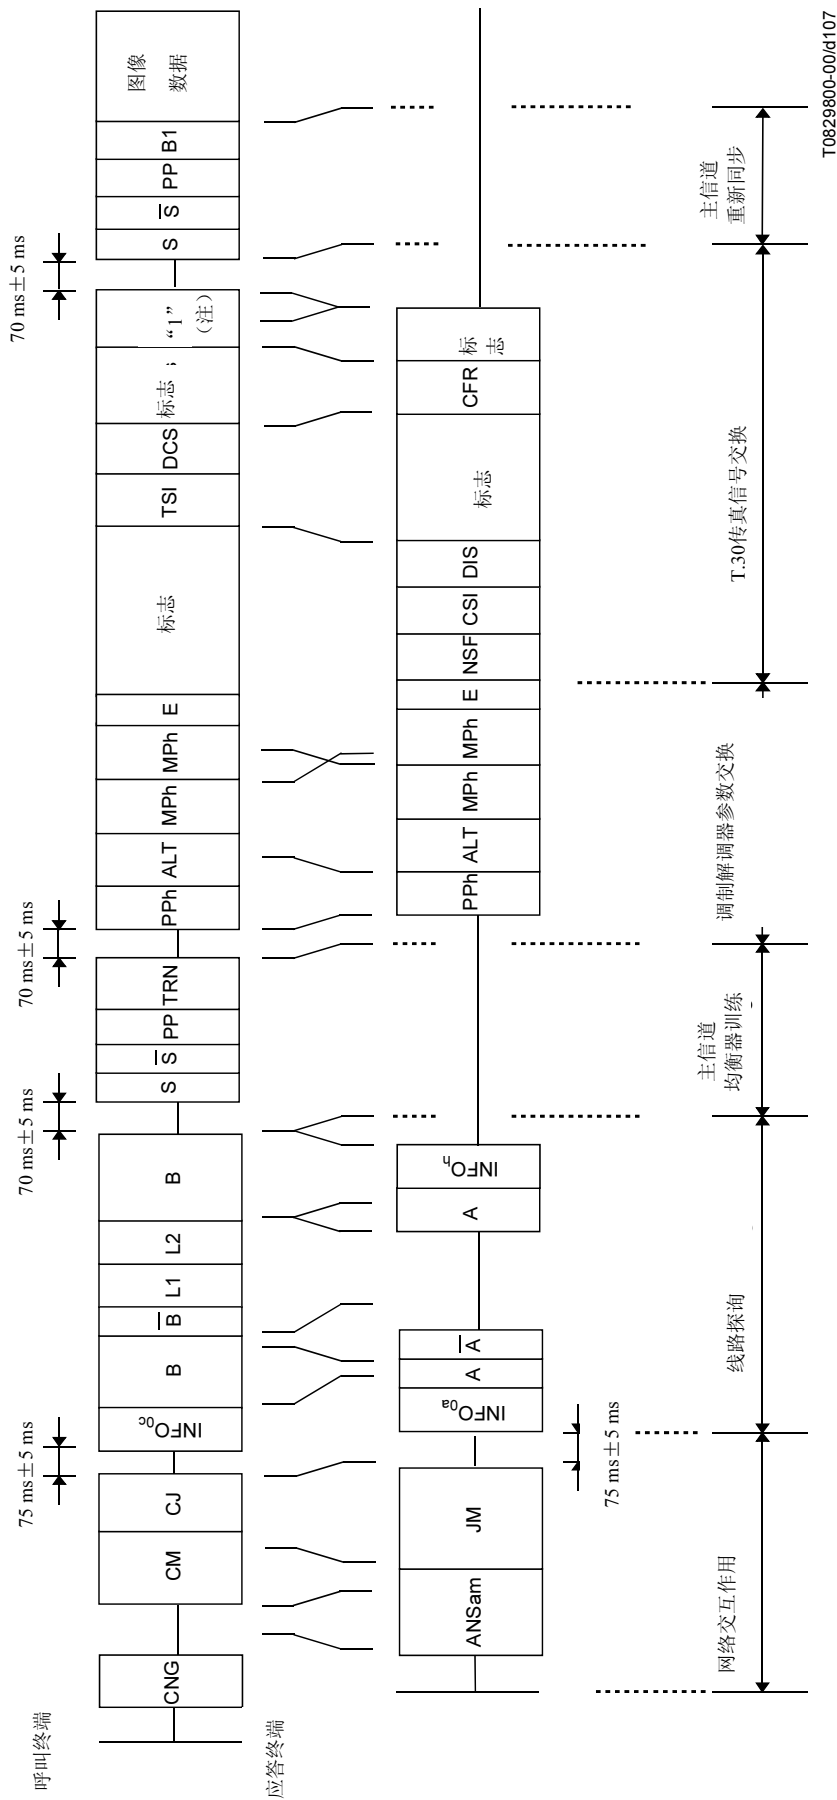 呼叫终端
CNG
CM
CJ
75 ms±5 ms
INFO0c
B
B̅
L1
L2
B
70 ms±5 ms
S
S̅
PP
TRN
70 ms±5 ms
PPh
ALT
MPh
MPh
E
标志
TSI
DCS
标志
“1”
（注）
70 ms±5 ms
S
S̅
PP
B1
图像
数据
应答终端
ANSam
JM
75 ms±5 ms
INFO0a
A
A̅
A
INFOh
PPh
ALT
MPh
MPh
E
NSF
CSI
DIS
标志
CFR
标
志
网络交互作用
线路探询
主信道
均衡器训练
调制解调器参数交换
T.30传真信号交换
主信道
重新同步
T0829800-00/d107